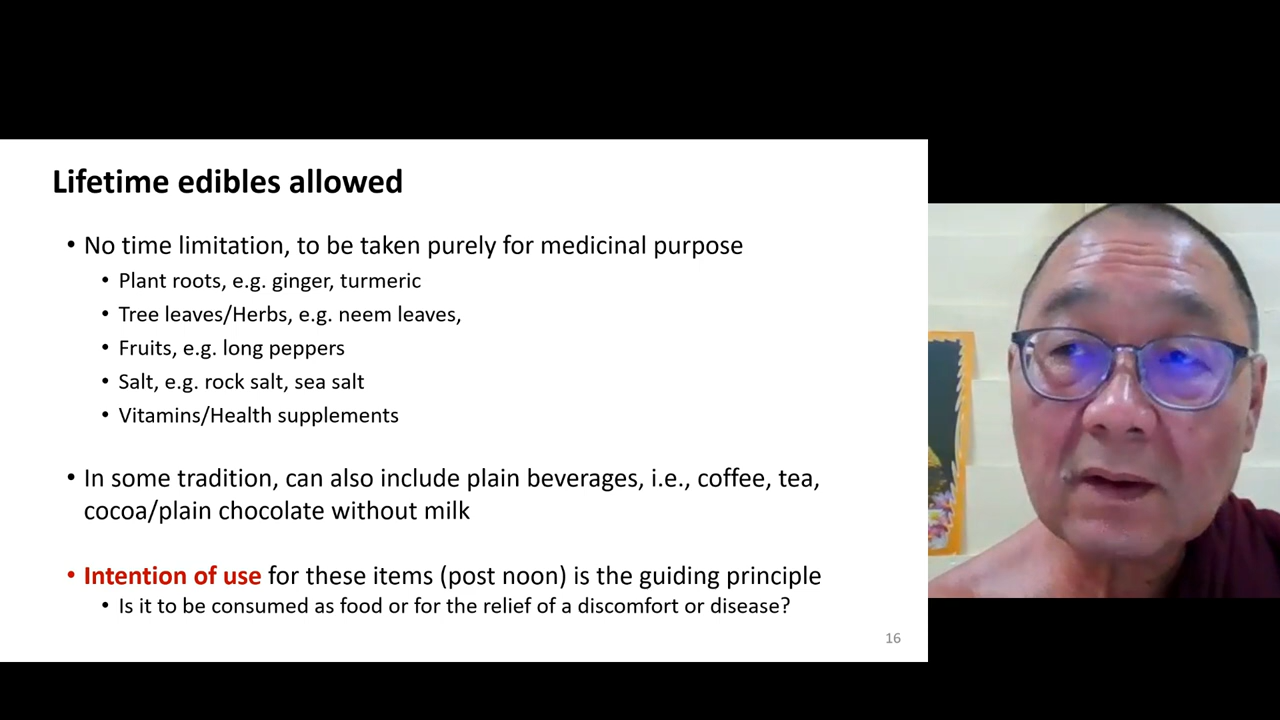 Lifetime edibles allowed
• No time limitation, to be taken purely for medicinal purpose
• Plant roots, e.g. ginger, turmeric
• Tree leaves/Herbs, e.g. neem leaves,
• Fruits, e.g. long peppers
• Salt, e.g. rock salt, sea salt
• Vitamins/Health supplements
• In some tradition, can also include plain beverages, i.e., coffee, tea,
cocoa/plain chocolate without milk
• Intention of use for these items (post noon) is the guiding principle
• Is it to be consumed as food or for the relief of a discomfort or disease?
16